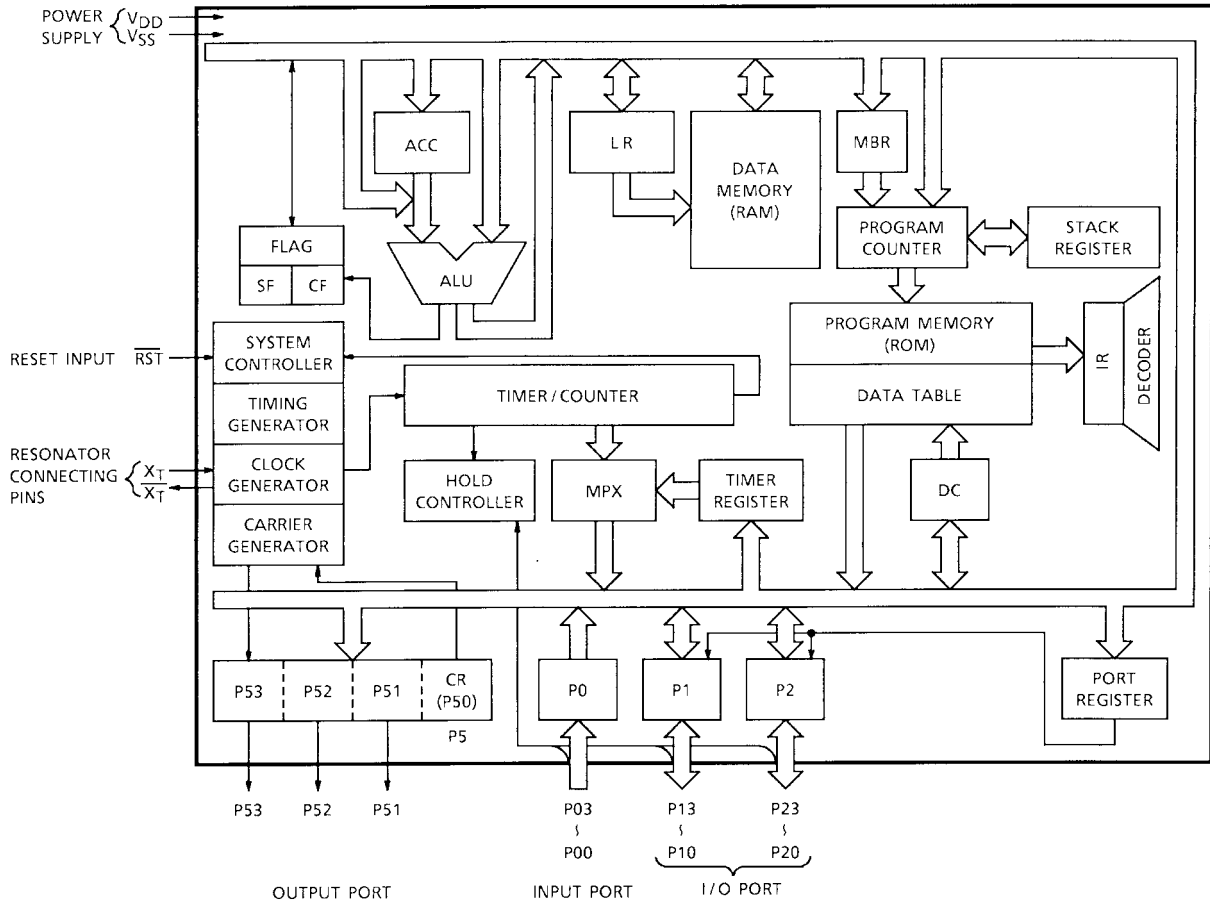 POWER
SUPPLY
VDD
VSS
ACC
LR
DATA
MEMORY
(RAM)
MBR
PROGRAM
COUNTER
STACK
REGISTER
FLAG
SF
CF
ALU
PROGRAM MEMORY
(ROM)
DATA TABLE
IR
DECODER
RESET INPUT
RST
SYSTEM
CONTROLLER
TIMING
GENERATOR
CLOCK
GENERATOR
CARRIER
GENERATOR
RESONATOR
CONNECTING
PINS
XT
XT
TIMER/COUNTER
HOLD
CONTROLLER
MPX
TIMER
REGISTER
DC
P53
P52
P51
CR
(P50)
P5
P0
P1
P2
PORT
REGISTER
P53
P52
P51
P03
~
P00
P13
~
P10
P23
~
P20
OUTPUT PORT
INPUT PORT
I/O PORT